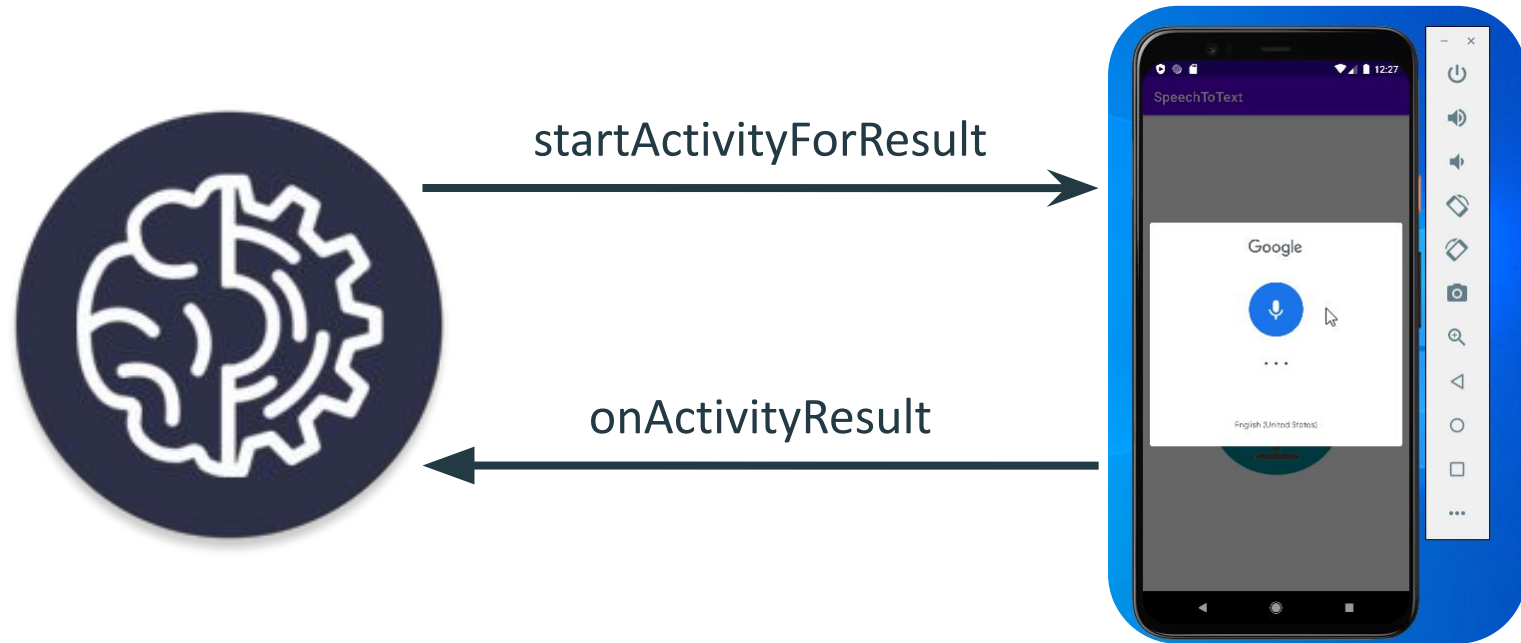 startActivityForResult
onActivityResult
12:27
SpeechToText
Google
English (United States)